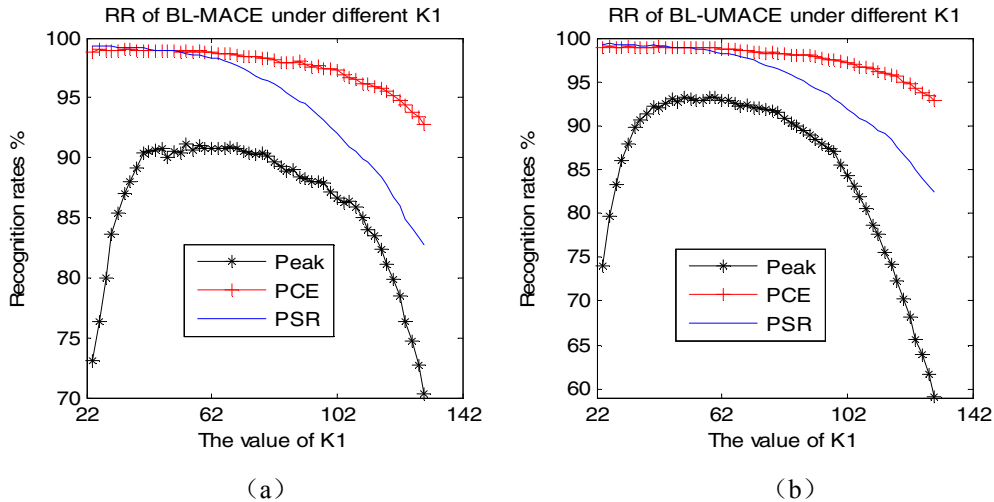 RR of BL-MACE under different K1
100
95
90
85
80
75
70
22
62
102
142
Recognition rates %
The value of K1
Peak
PCE
PSR
(a)
RR of BL-UMACE under different K1
100
95
90
85
80
75
70
65
60
22
62
102
142
Recognition rates %
The value of K1
Peak
PCE
PSR
(b)